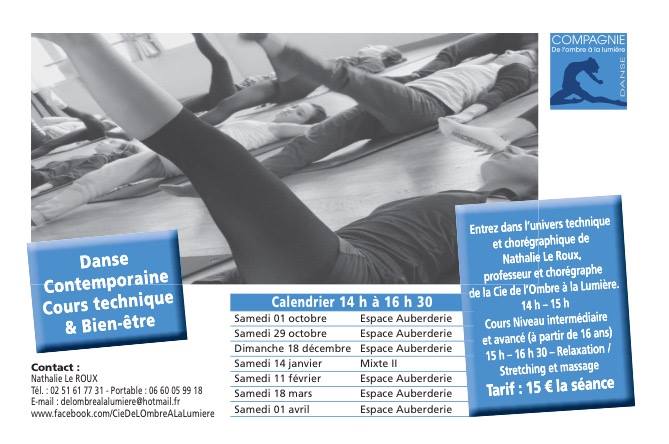 COMPAGNIE
De l'ombre à la lumière
DANSE
Danse
Contemporaine
Cours technique
& Bien-être
Contact :
Nathalie Le ROUX
Tél. : 02 51 61 77 31 - Portable : 06 60 05 99 18
E-mail : delombrealalumiere@hotmail.fr
www.facebook.com/CieDeLOmbreALaLumiere
Calendrier 14 h à 16 h 30
Samedi 01 octobre Espace Auberderie
Samedi 29 octobre Espace Auberderie
Dimanche 18 décembre Espace Auberderie
Samedi 14 janvier Mixte II
Samedi 11 février Espace Auberderie
Samedi 18 mars Espace Auberderie
Samedi 01 avril Espace Auberderie
Entrez dans l'univers technique
et chorégraphique de
Nathalie Le Roux,
professeur et chorégraphe
de la Cie de l'Ombre à la Lumière.
14 h – 15 h
Cours Niveau intermédiaire
et avancé (à partir de 16 ans)
15 h – 16 h 30 – Relaxation /
Stretching et massage
Tarif : 15 € la séance